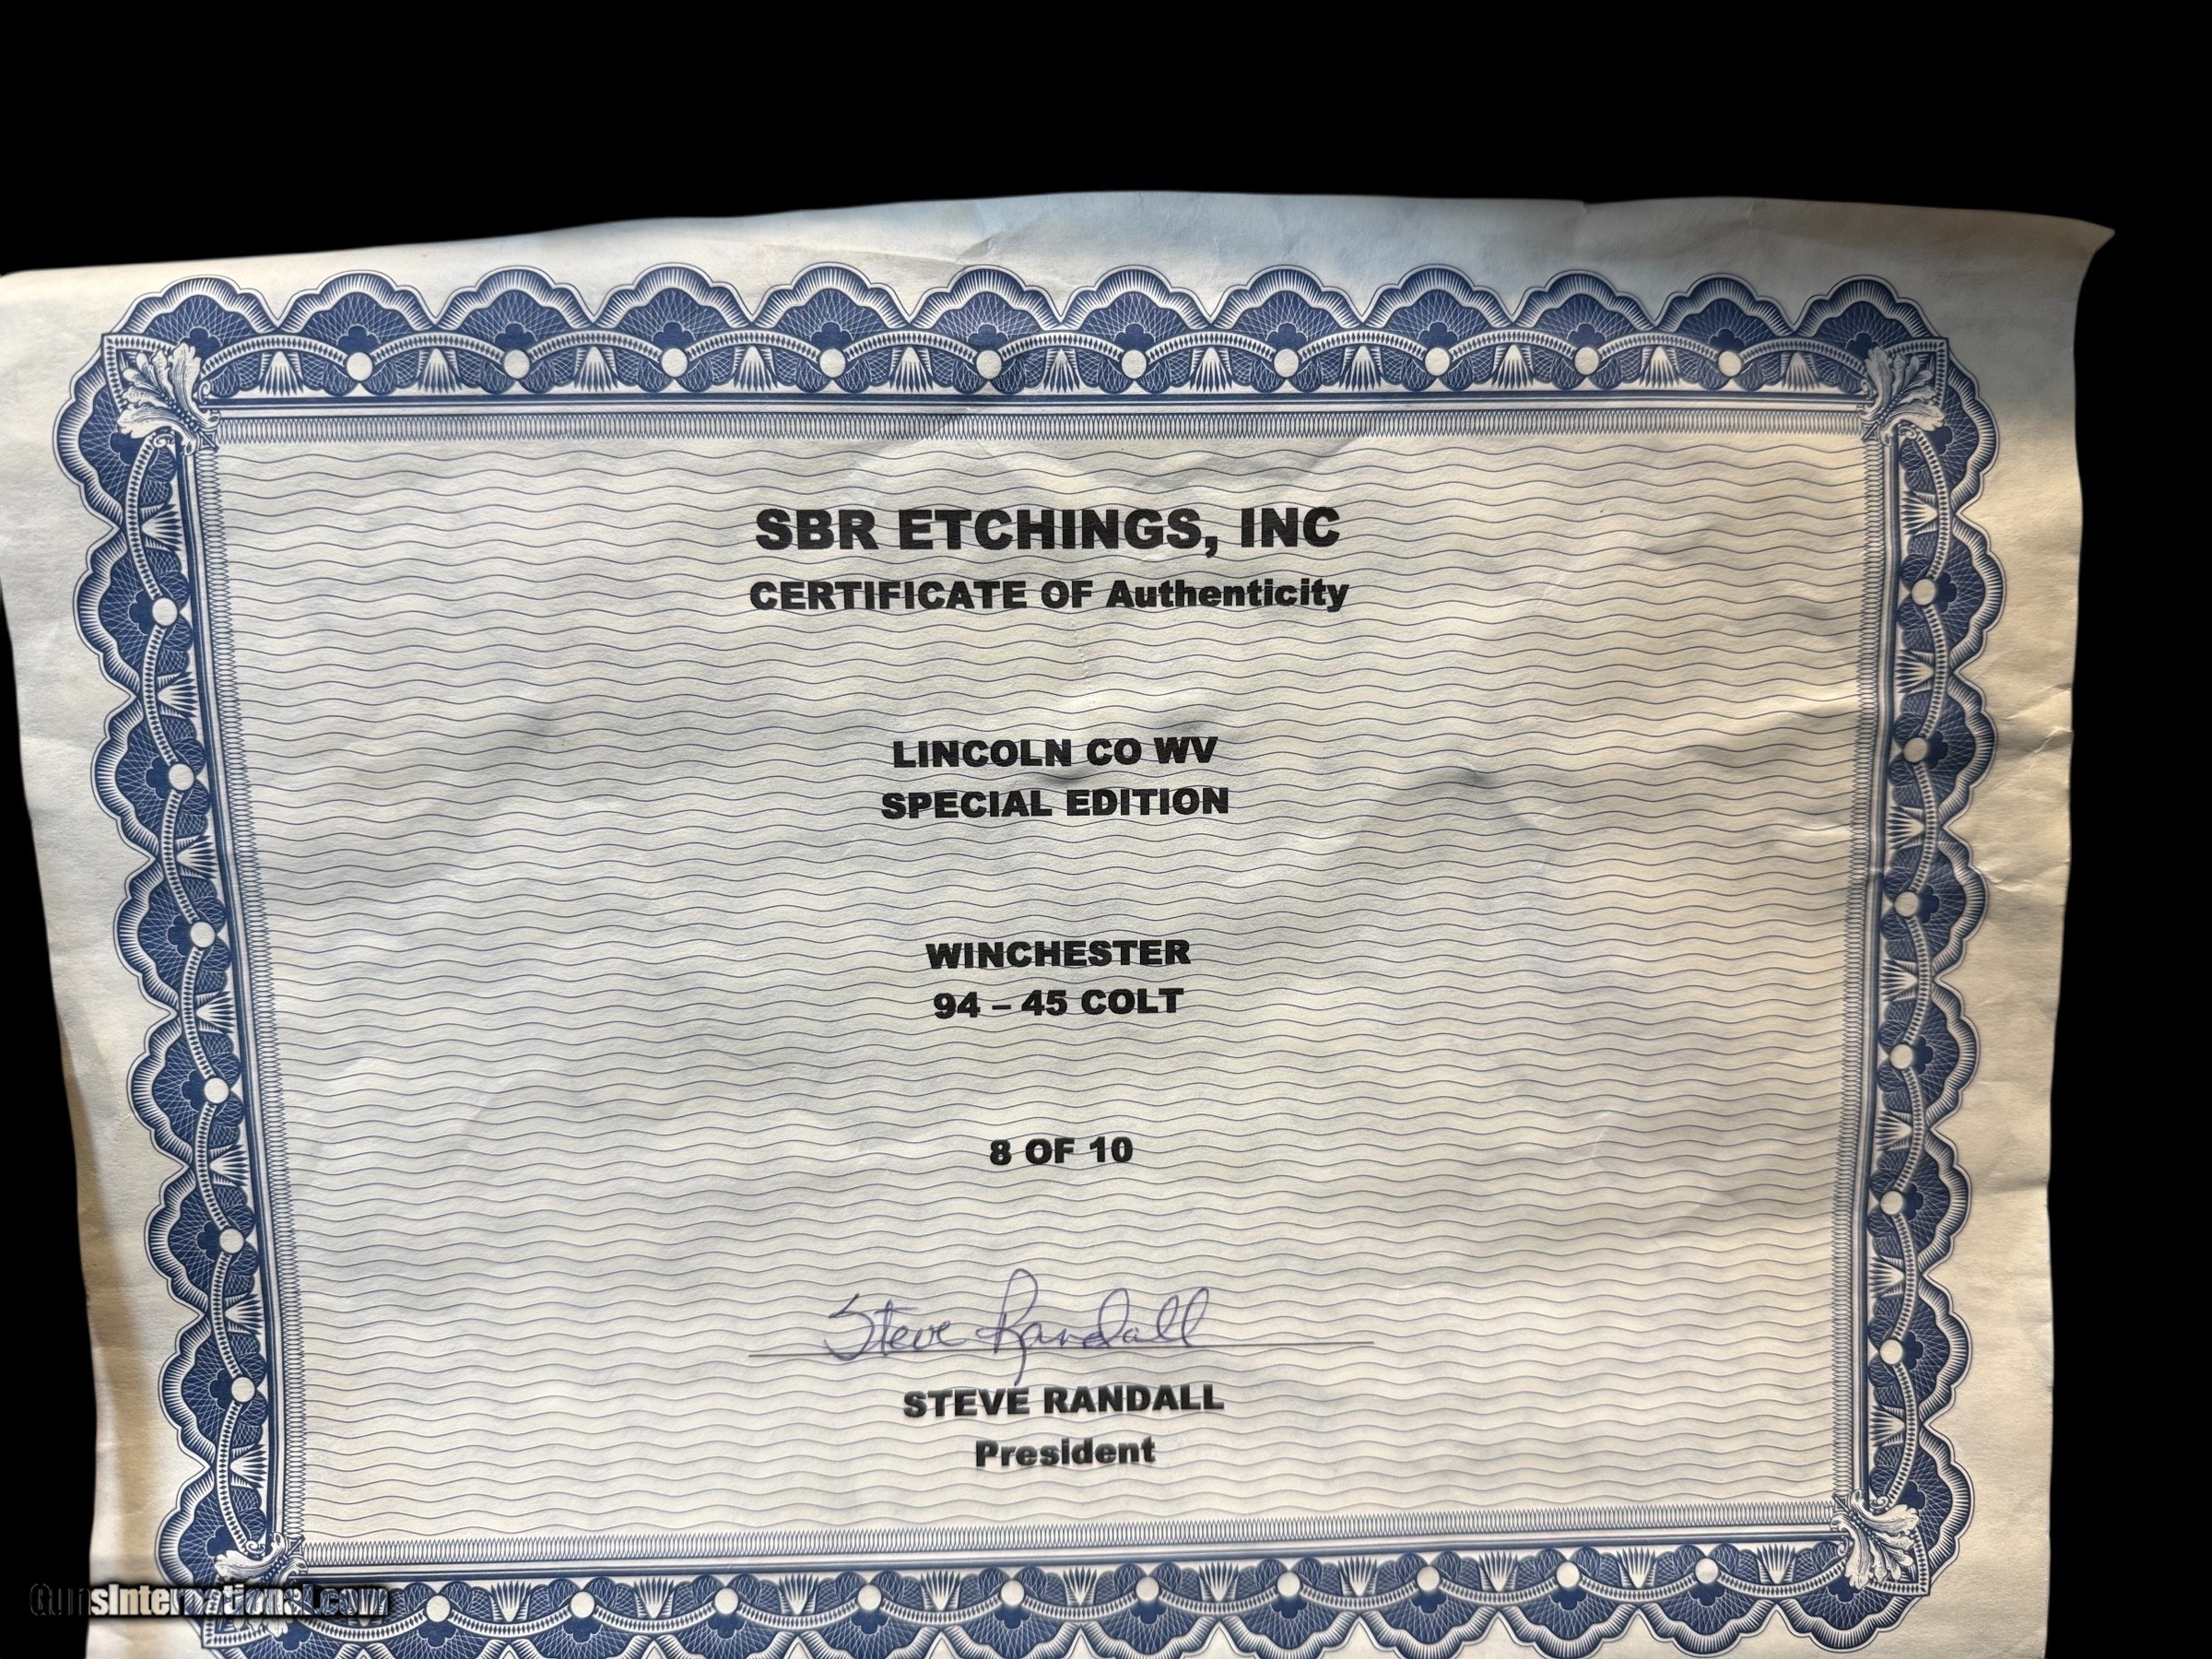 SBR ETCHINGS, INC
CERTIFICATE OF Authenticity
LINCOLN CO WV
SPECIAL EDITION
WINCHESTER
94 – 45 COLT
8 OF 10
Steve Randall
STEVE RANDALL
President
GunsInternational.com